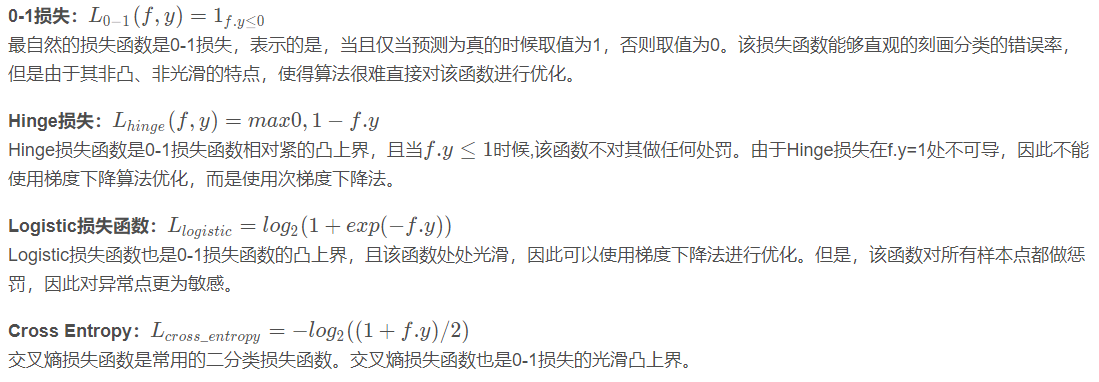 0-1损失：L₀₋₁(f, y) = 1_{f.y≤0}
最自然的损失函数是0-1损失，表示的是，当且仅当预测为真的时候取值为1，否则取值为0。该损失函数能够直观的刻画分类的错误率，
但是由于其非凸、非光滑的特点，使得算法很难直接对该函数进行优化。
Hinge损失：L_{hinge}(f, y) = max0, 1 − f.y
Hinge损失函数是0-1损失函数相对紧的凸上界，且当f.y ≤ 1时候,该函数不对其做任何处罚。由于Hinge损失在f.y=1处不可导，因此不能
使用梯度下降算法优化，而是使用次梯度下降法。
Logistic损失函数：L_{logistic} = log₂(1 + exp(−f.y))
Logistic损失函数也是0-1损失函数的凸上界，且该函数处处光滑，因此可以使用梯度下降法进行优化。但是，该函数对所有样本点都做惩
罚，因此对异常点更为敏感。
Cross Entropy：L_{cross_entropy} = −log₂((1 + f.y)/2)
交叉熵损失函数是常用的二分类损失函数。交叉熵损失函数也是0-1损失的光滑凸上界。